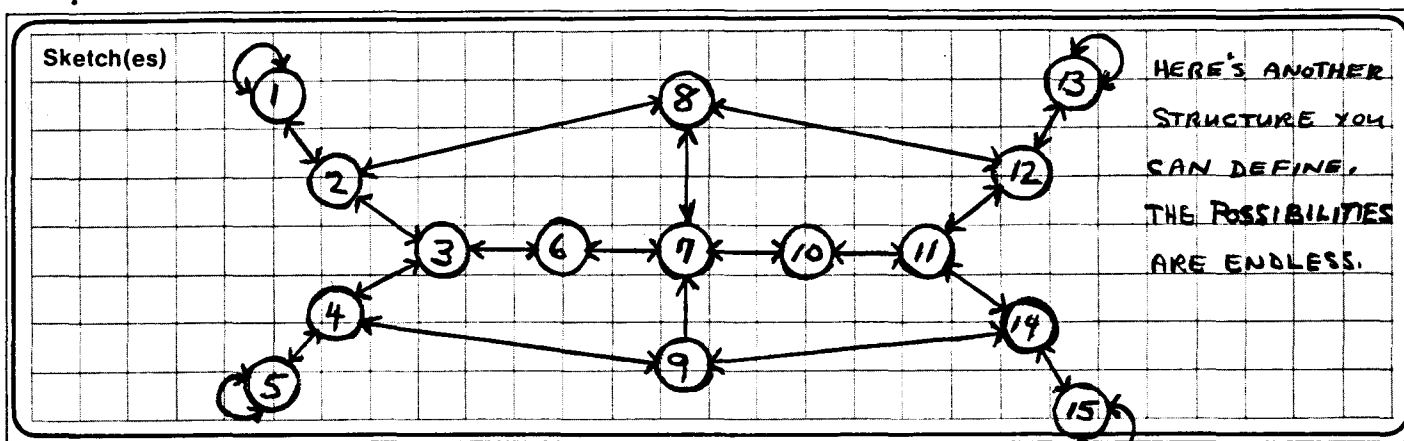 Sketch(es)
1
2
3
4
5
6
7
8
9
10
11
12
13
14
15
HERE'S ANOTHER
STRUCTURE YOU
CAN DEFINE.
THE POSSIBILITIES
ARE ENDLESS.